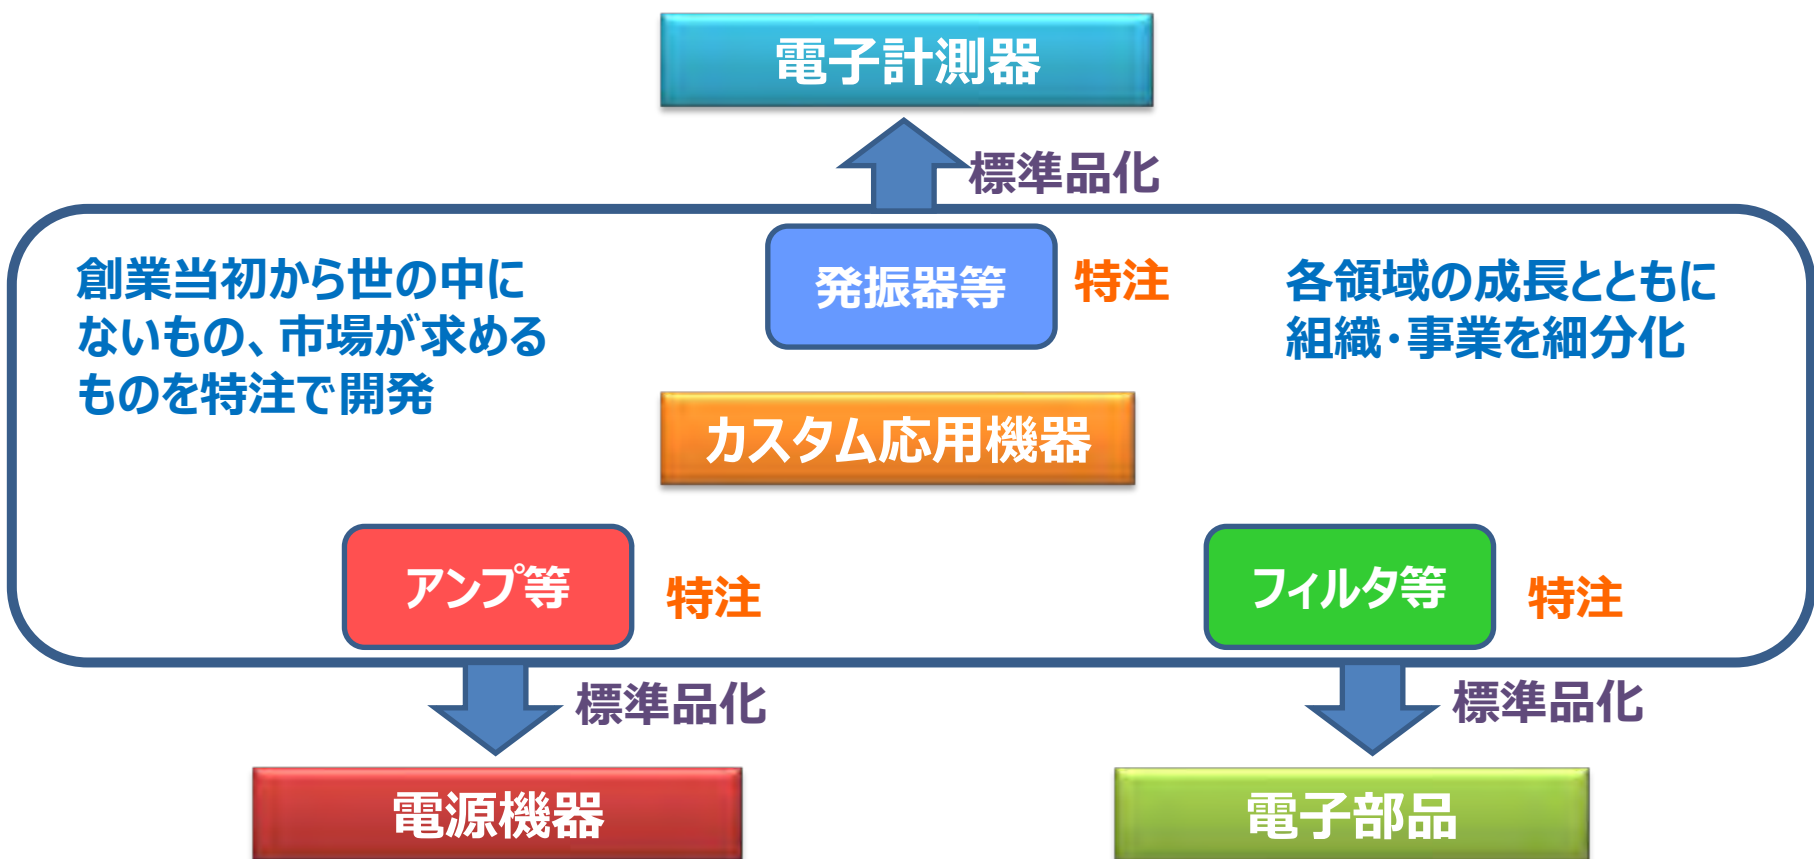 電子計測器
標準品化
創業当初から世の中に
ないもの、市場が求める
ものを特注で開発
発振器等
特注
各領域の成長とともに
組織・事業を細分化
カスタム応用機器
アンプ等
特注
フィルタ等
特注
標準品化
標準品化
電源機器
電子部品